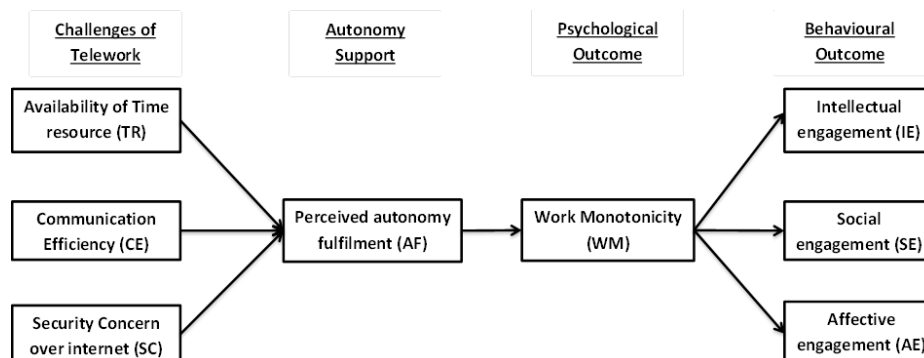 Challenges of
Telework
Autonomy
Support
Psychological
Outcome
Behavioural
Outcome
Availability of Time
resource (TR)
Communication
Efficiency (CE)
Security Concern
over internet (SC)
Perceived autonomy
fulfilment (AF)
Work Monotonicity
(WM)
Intellectual
engagement (IE)
Social
engagement (SE)
Affective
engagement (AE)